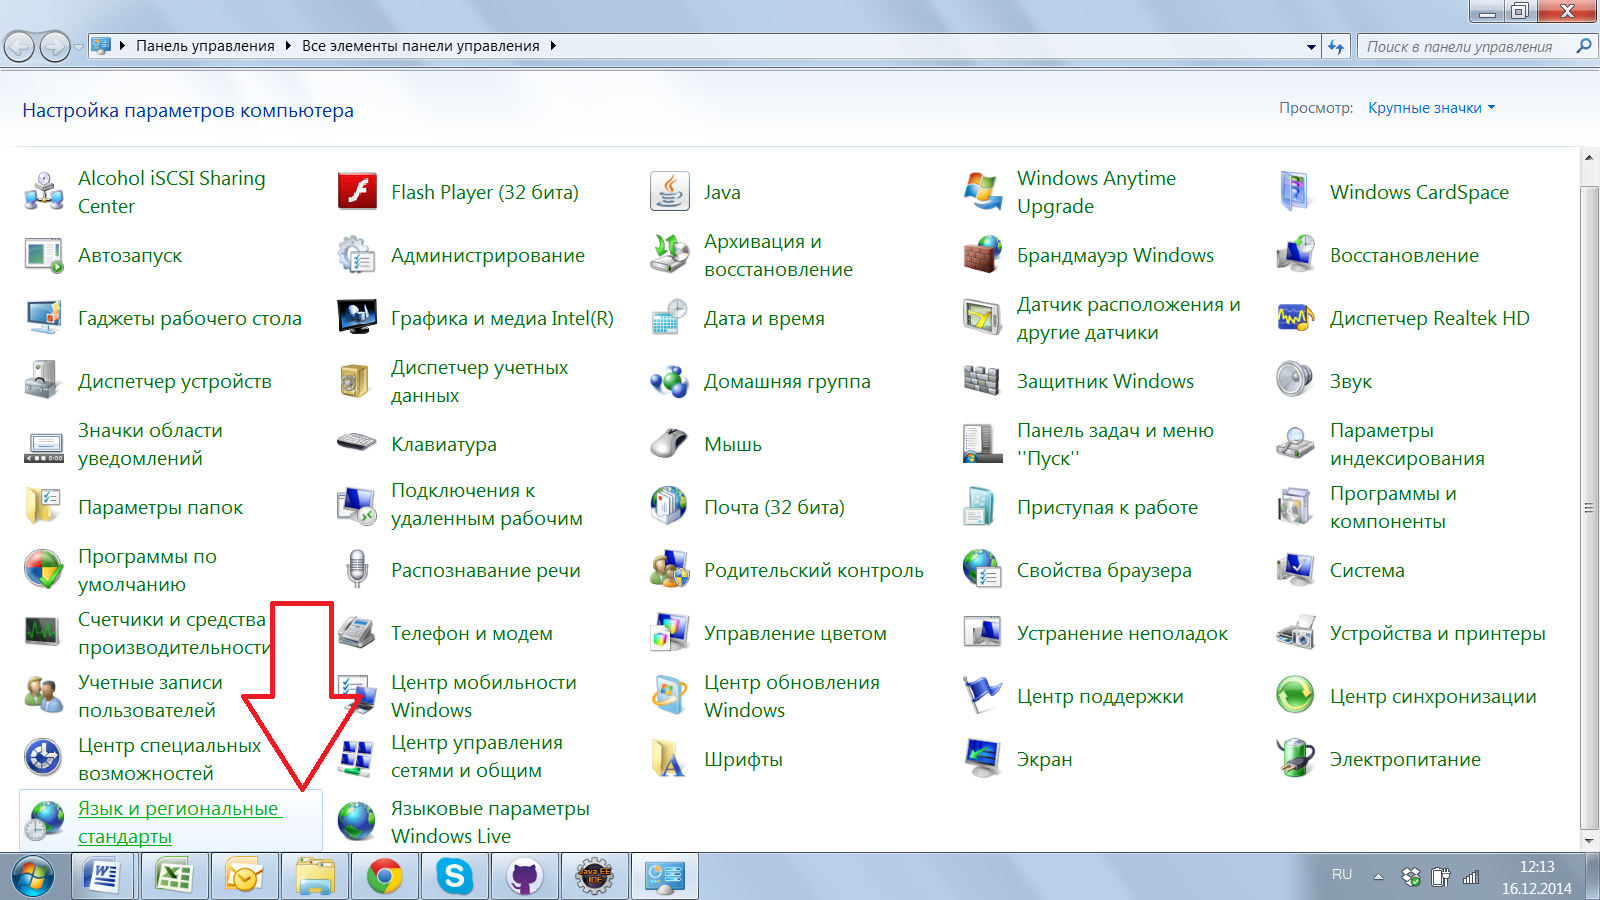 Панель управления
Все элементы панели управления
Поиск в панели управления
Настройка параметров компьютера
Просмотр:
Крупные значки
Alcohol iSCSI Sharing
Center
Flash Player (32 бита)
Java
Windows Anytime
Upgrade
Windows CardSpace
Автозапуск
Администрирование
Архивация и
восстановление
Брандмауэр Windows
Восстановление
Гаджеты рабочего стола
Графика и медиа Intel(R)
Дата и время
Датчик расположения и
другие датчики
Диспетчер Realtek HD
Диспетчер устройств
Диспетчер учетных
данных
Домашняя группа
Защитник Windows
Звук
Значки области
уведомлений
Клавиатура
Мышь
Панель задач и меню
''Пуск''
Параметры
индексирования
Параметры папок
Подключения к
удаленным рабочим
Почта (32 бита)
Приступая к работе
Программы и
компоненты
Программы по
умолчанию
Распознавание речи
Родительский контроль
Свойства браузера
Система
Счетчики и средства
производительности
Телефон и модем
Управление цветом
Устранение неполадок
Устройства и принтеры
Учетные записи
пользователей
Центр мобильности
Windows
Центр обновления
Windows
Центр поддержки
Центр синхронизации
Центр специальных
возможностей
Центр управления
сетями и общим
Шрифты
Экран
Электропитание
Язык и региональные
стандарты
Языковые параметры
Windows Live
Java EE
IDE
RU
12:13
16.12.2014